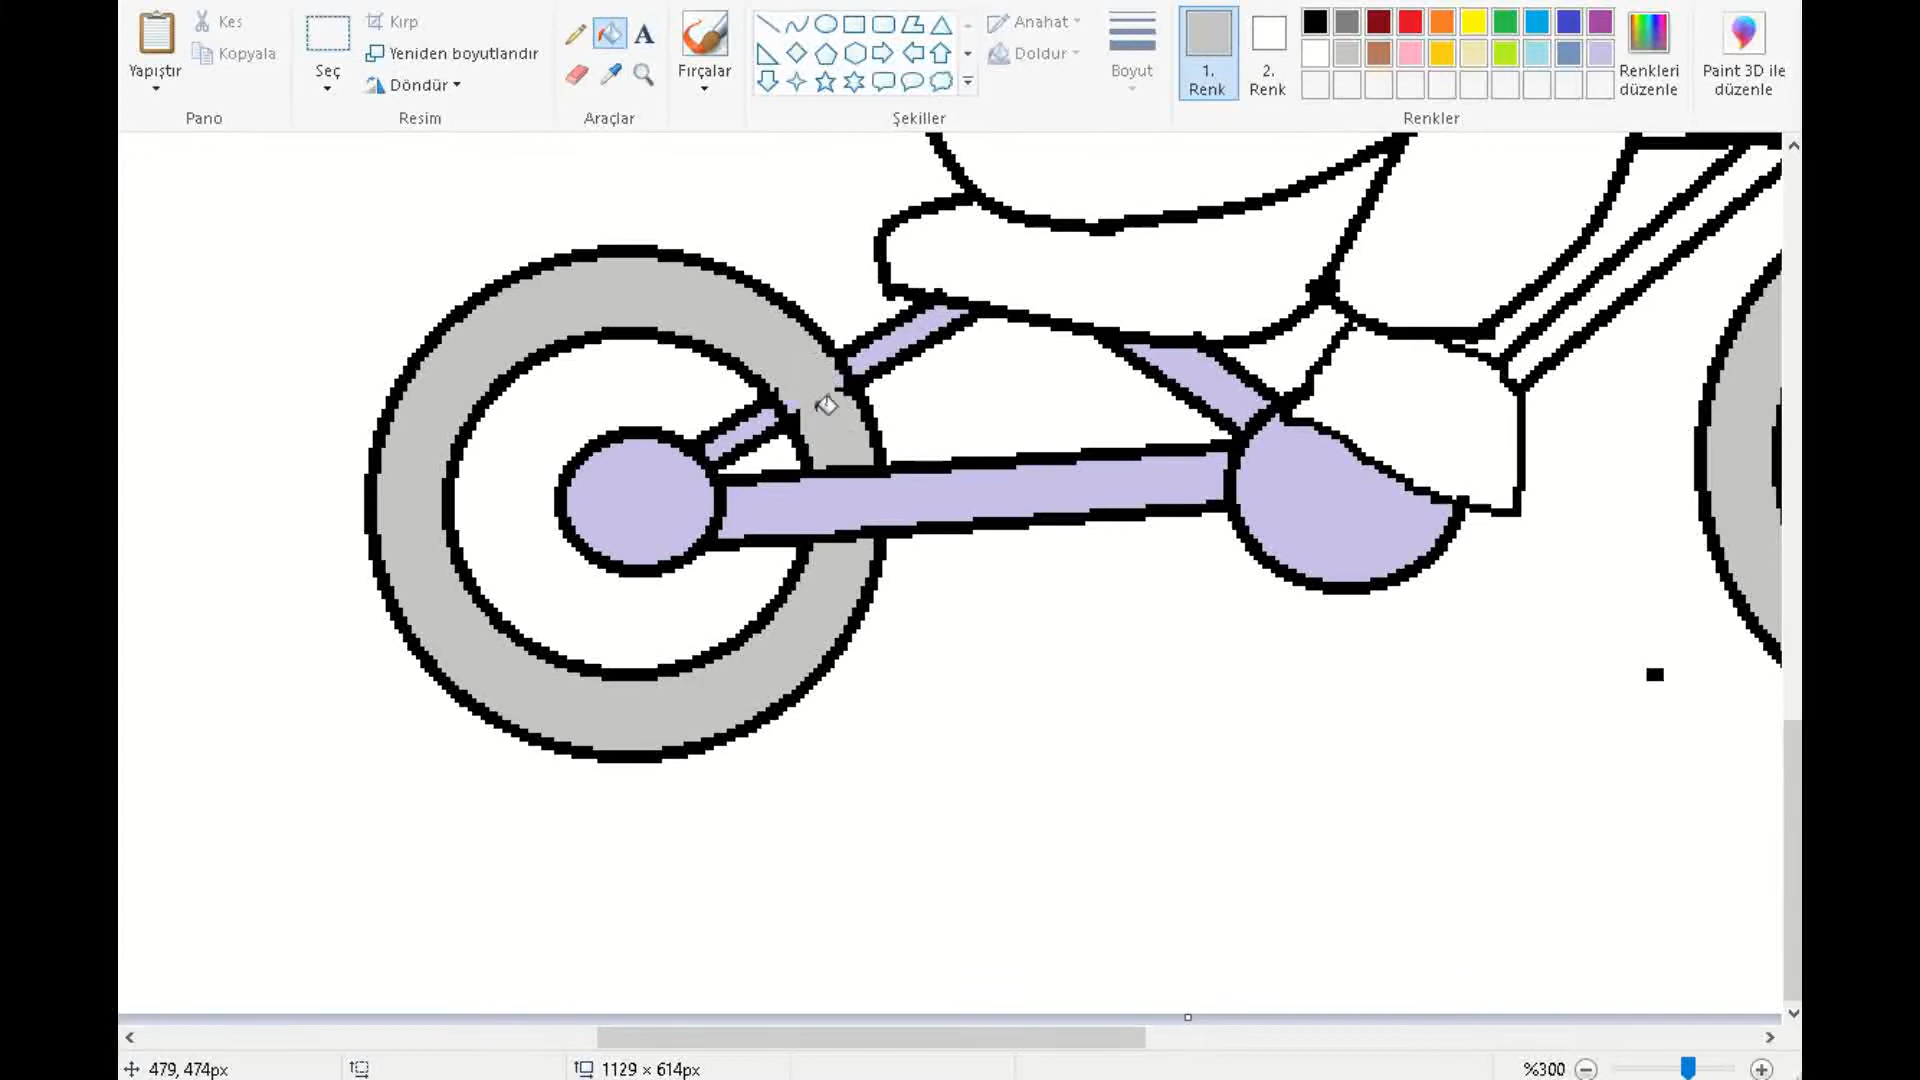 Yapıştır
Kes
Kopyala
Pano
Seç
Kırp
Yeniden boyutlandır
Döndür
Resim
A
Araçlar
Fırçalar
Anahat
Doldur
Şekiller
Boyut
1.
Renk
2.
Renk
Renkleri
düzenle
Renkler
Paint 3D ile
düzenle
479, 474px
1129 × 614px
%300